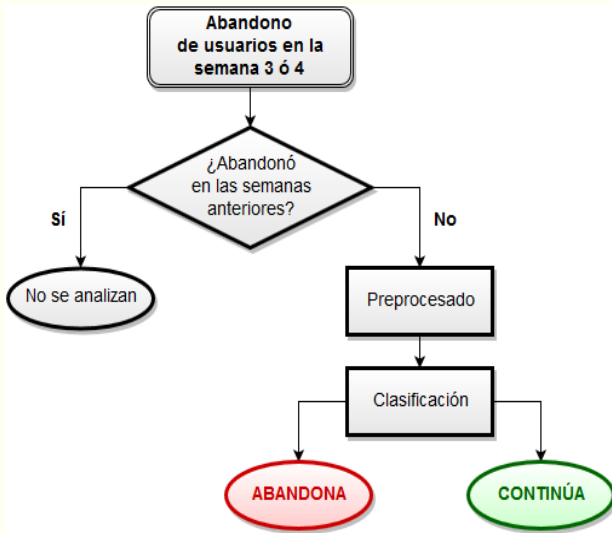 Abandono
de usuarios en la
semana 3 ó 4
¿Abandonó
en las semanas
anteriores?
Sí
No
No se analizan
Preprocesado
Clasificación
ABANDONA
CONTINÚA